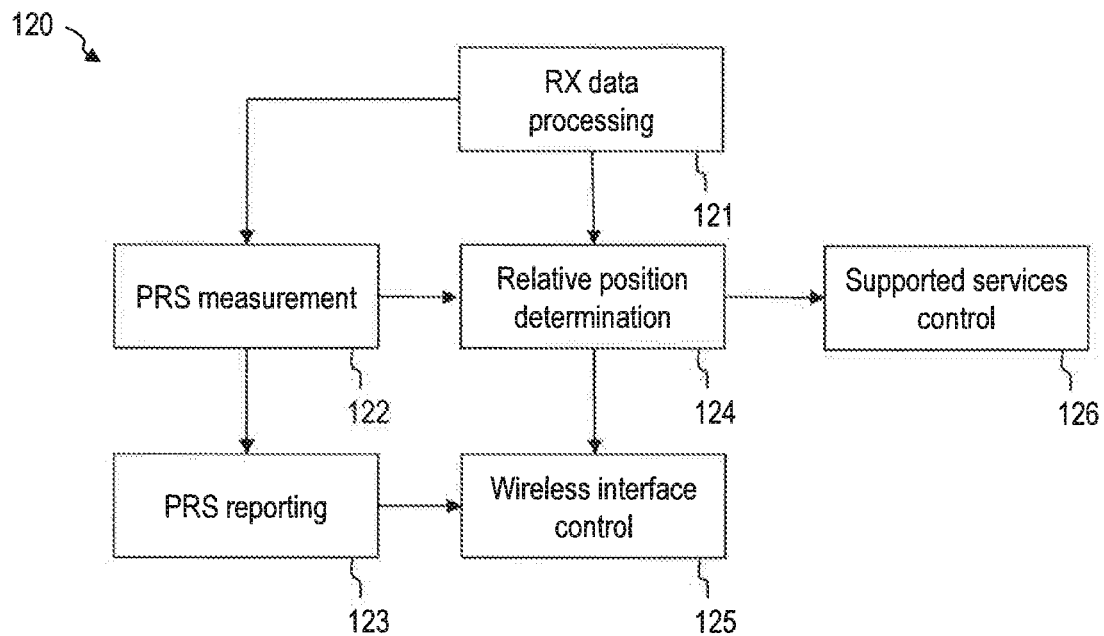 120
RX data
processing
121
PRS measurement
122
Relative position
determination
124
Supported services
control
126
PRS reporting
123
Wireless interface
control
125